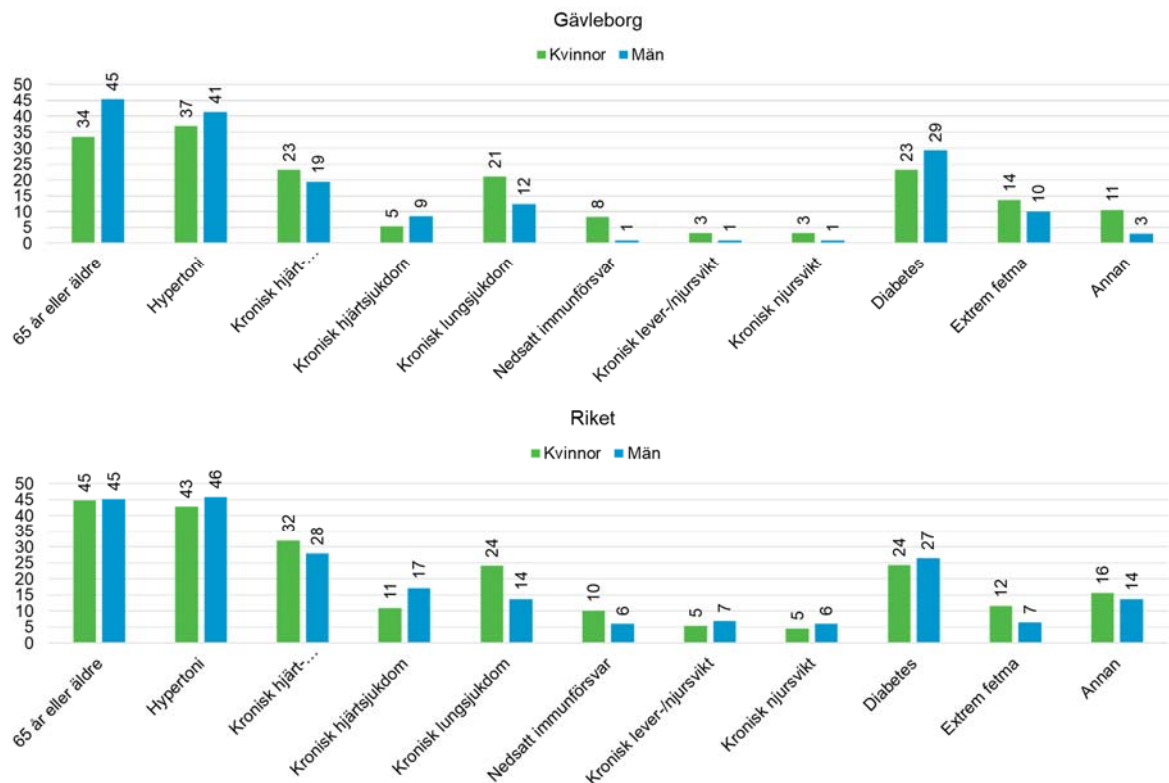 Gävleborg
Kvinnor Män
50
45
40
35
30
25
20
15
10
5
0
34 45 37 41 23 19 5 9 21 12 8 1 3 1 3 1 23 29 14 10 11 3
65 år eller äldre
Hypertoni
Kronisk hjärt-...
Kronisk hjärtsjukdom
Kronisk lungsjukdom
Nedsatt immunförsvar
Kronisk lever-/njursvikt
Kronisk njursvikt
Diabetes
Extrem fetma
Annan
Riket
Kvinnor Män
50
45
40
35
30
25
20
15
10
5
0
45 45 43 46 32 28 11 17 24 14 10 6 5 7 5 6 24 27 12 7 16 14
65 år eller äldre
Hypertoni
Kronisk hjärt-...
Kronisk hjärtsjukdom
Kronisk lungsjukdom
Nedsatt immunförsvar
Kronisk lever-/njursvikt
Kronisk njursvikt
Diabetes
Extrem fetma
Annan